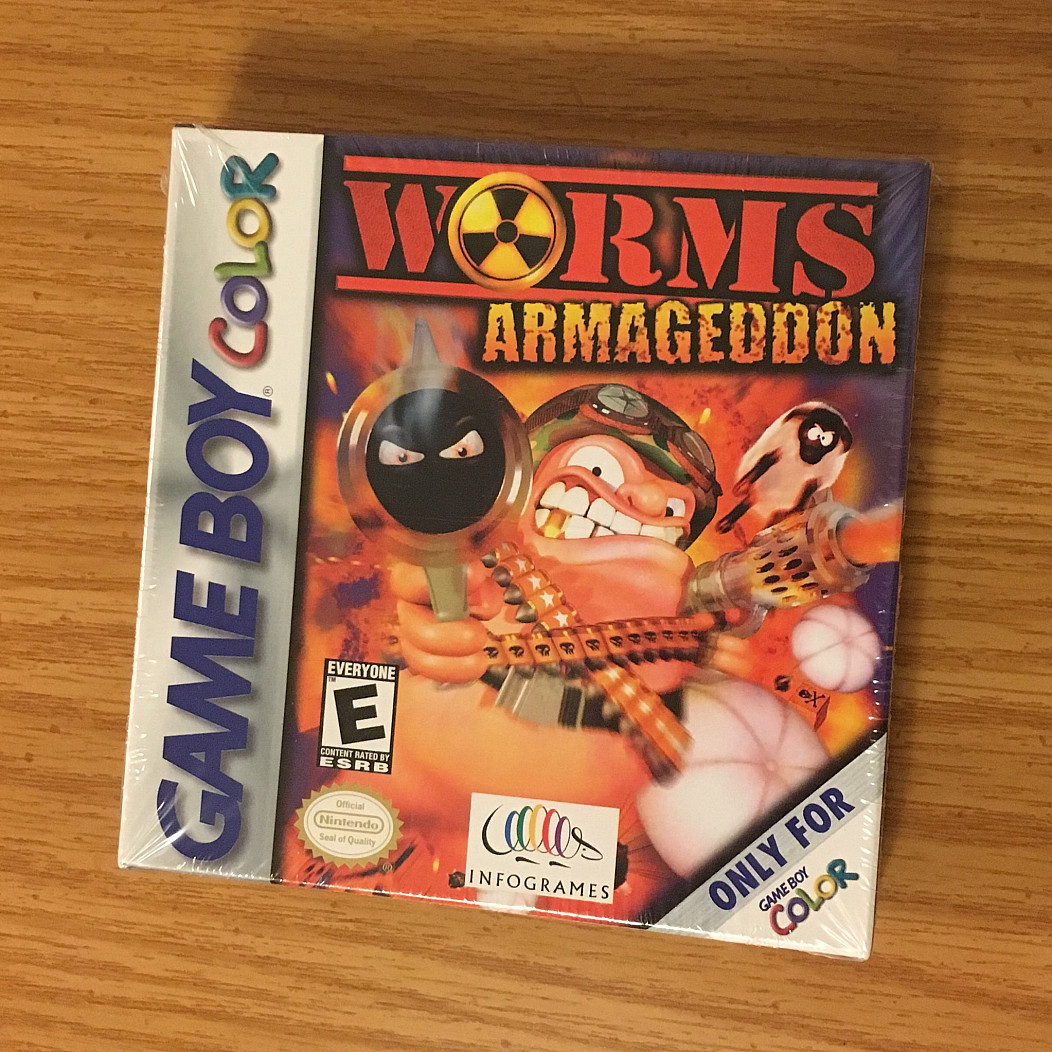 GAME BOY® COLOR
WORMS
ARMAGEDDON
EVERYONE
TM
E
CONTENT RATED BY
ESRB
Official
Nintendo
Seal of Quality
®
INFOGRAMES
ONLY FOR
GAME BOY
COLOR